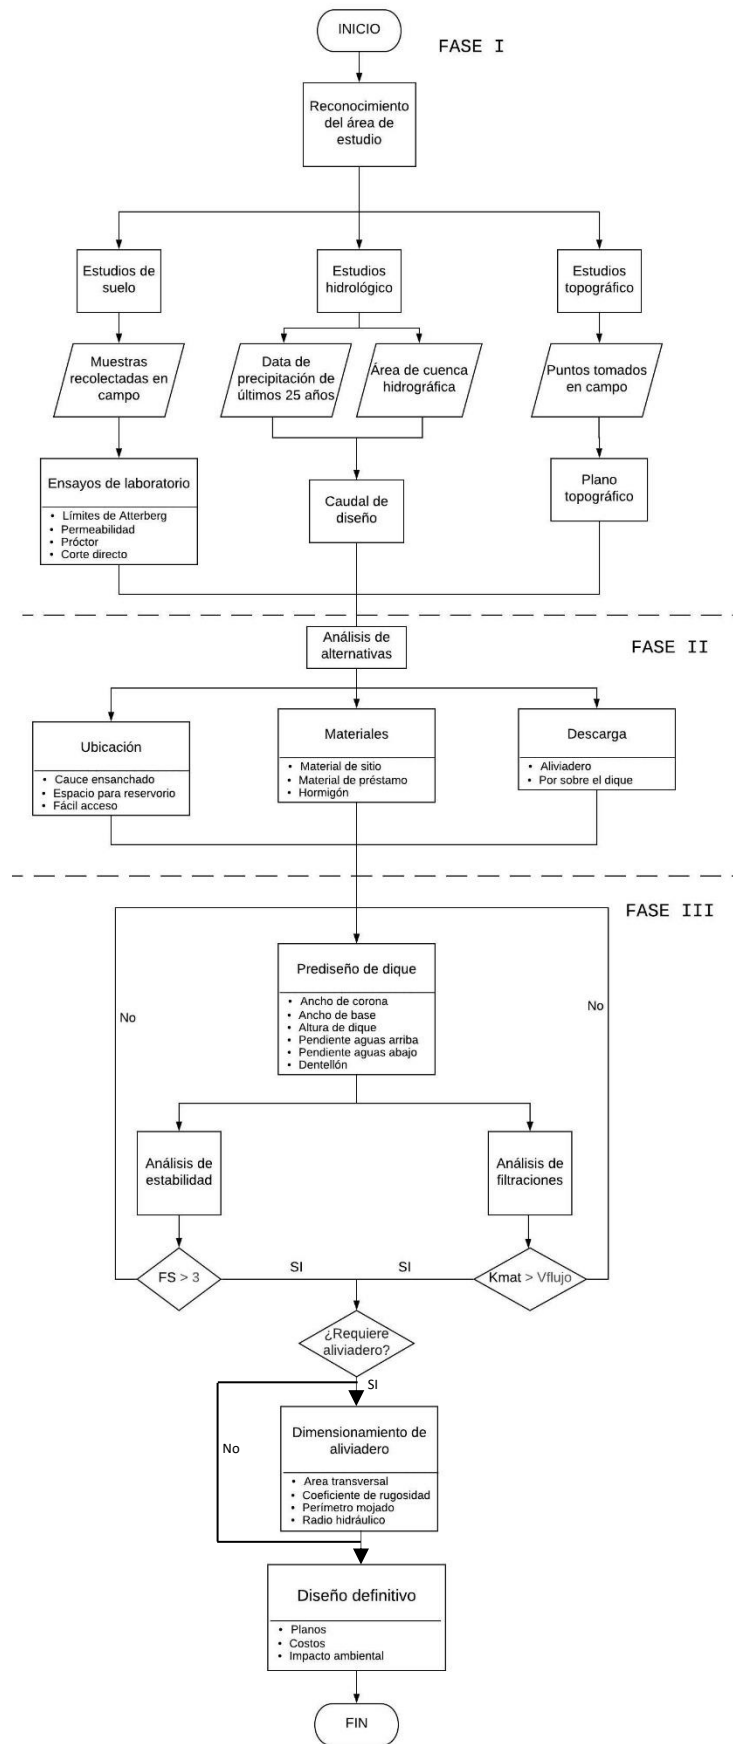 INICIO
FASE I
Reconocimiento
del área de
estudio
Estudios de
suelo
Estudios
hidrológico
Estudios
topográfico
Muestras
recolectadas en
campo
Data de
precipitación de
últimos 25 años
Área de cuenca
hidrográfica
Puntos tomados
en campo
Ensayos de laboratorio
• Límites de Atterberg
• Permeabilidad
• Próctor
• Corte directo
Caudal de
diseño
Plano
topográfico
Análisis de
alternativas
FASE II
Ubicación
• Cauce ensanchado
• Espacio para reservorio
• Fácil acceso
Materiales
• Material de sitio
• Material de préstamo
• Hormigón
Descarga
• Aliviadero
• Por sobre el dique
FASE III
Prediseño de dique
• Ancho de corona
• Ancho de base
• Altura de dique
• Pendiente aguas arriba
• Pendiente aguas abajo
• Dentellón
No
No
Análisis de
estabilidad
Análisis de
filtraciones
FS > 3
SI
SI
Kmat > Vflujo
¿Requiere
aliviadero?
SI
No
Dimensionamiento de
aliviadero
• Area transversal
• Coeficiente de rugosidad
• Perímetro mojado
• Radio hidráulico
Diseño definitivo
• Planos
• Costos
• Impacto ambiental
FIN